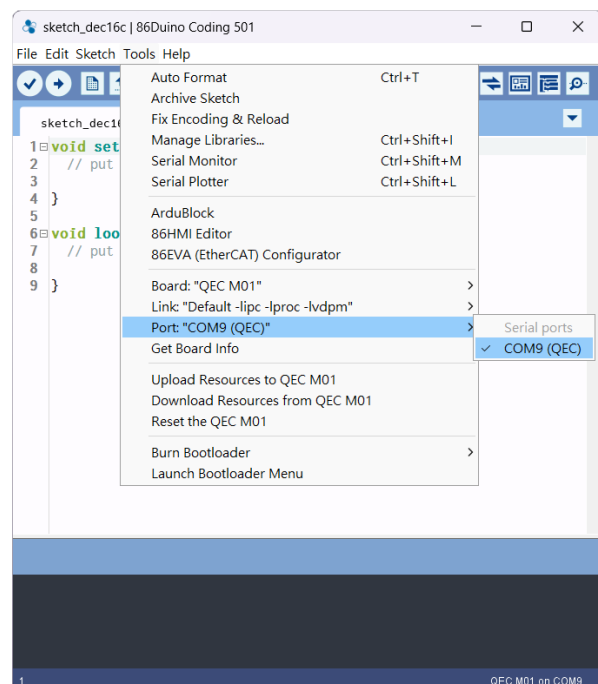 sketch_dec16c | 86Duino Coding 501
File Edit Sketch Tools Help
sketch_dec16
1 void set
2 // put
3
4 }
5
6 void loo
7 // put
8
9 }
Auto Format Ctrl+T
Archive Sketch
Fix Encoding & Reload
Manage Libraries... Ctrl+Shift+I
Serial Monitor Ctrl+Shift+M
Serial Plotter Ctrl+Shift+L
ArduBlock
86HMI Editor
86EVA (EtherCAT) Configurator
Board: "QEC M01"
Link: "Default -lipc -lproc -lvdpm"
Port: "COM9 (QEC)"
Serial ports
COM9 (QEC)
Get Board Info
Upload Resources to QEC M01
Download Resources from QEC M01
Reset the QEC M01
Burn Bootloader
Launch Bootloader Menu
1 QEC M01 on COM9